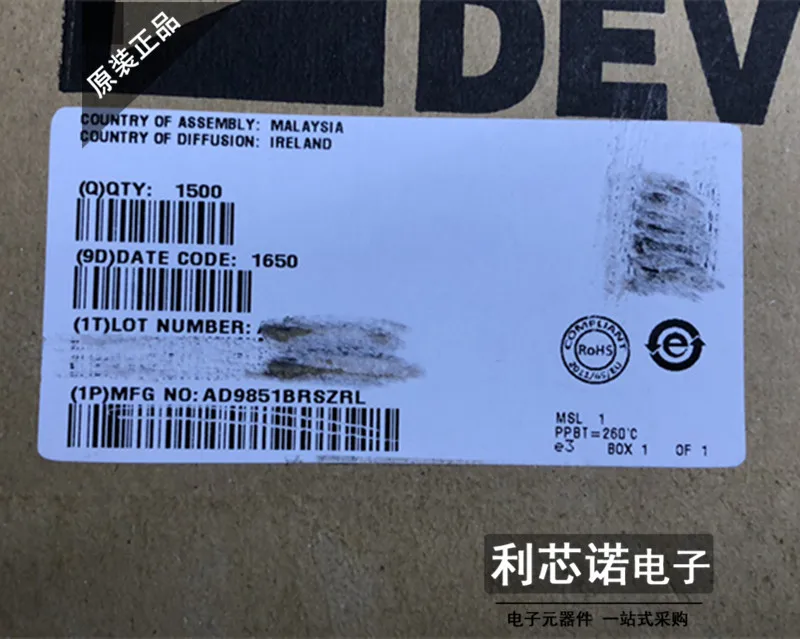 原装正品
DEV
COUNTRY OF ASSEMBLY: MALAYSIA
COUNTRY OF DIFFUSION: IRELAND
(Q)QTY: 1500
(9D)DATE CODE: 1650
(1T)LOT NUMBER:
(1P)MFG NO: AD9851BRSZRL
COMPLIANT
RoHS
e
MSL 1
PPBT=260°C
e3 BOX 1 OF 1
利芯诺电子
电子元器件 一站式采购